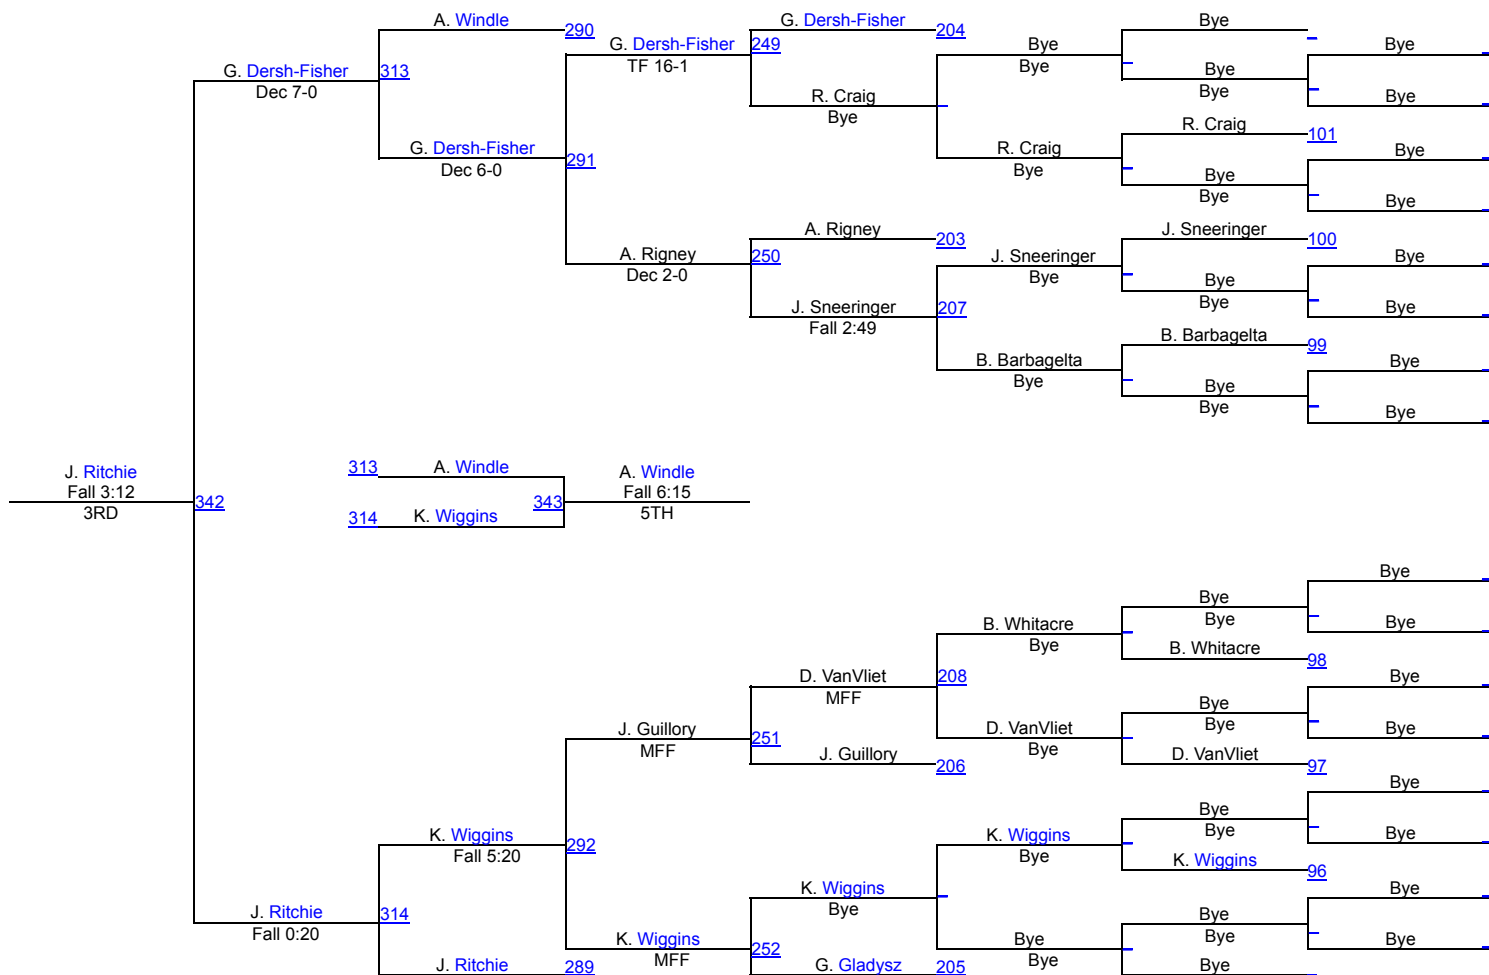 A. Windle
290
G. Dersh-Fisher
204
Bye
G. Dersh-Fisher
249
Bye
Bye
TF 16-1
Bye
G. Dersh-Fisher
313
Bye
Dec 7-0
R. Craig
Bye
Bye
Bye
R. Craig
101
G. Dersh-Fisher
291
R. Craig
Bye
Dec 6-0
Bye
Bye
Bye
Bye
A. Rigney
203
J. Sneeringer
100
A. Rigney
250
J. Sneeringer
Bye
Dec 2-0
Bye
Bye
J. Sneeringer
207
Bye
Bye
Fall 2:49
B. Barbagelta
99
B. Barbagelta
Bye
Bye
Bye
Bye
Bye
J. Ritchie
313
A. Windle
A. Windle
Fall 3:12
342
343
Fall 6:15
3RD
314
K. Wiggins
5TH
Bye
Bye
B. Whitacre
Bye
Bye
Bye
B. Whitacre
98
D. VanVliet
208
Bye
MFF
Bye
J. Guillory
251
D. VanVliet
Bye
Bye
MFF
Bye
J. Guillory
206
D. VanVliet
97
Bye
Bye
K. Wiggins
292
K. Wiggins
Bye
Bye
Fall 5:20
Bye
K. Wiggins
96
K. Wiggins
Bye
Bye
J. Ritchie
314
Bye
Fall 0:20
K. Wiggins
252
Bye
Bye
Bye
MFF
Bye
J. Ritchie
289
G. Gladysz
205
Bye